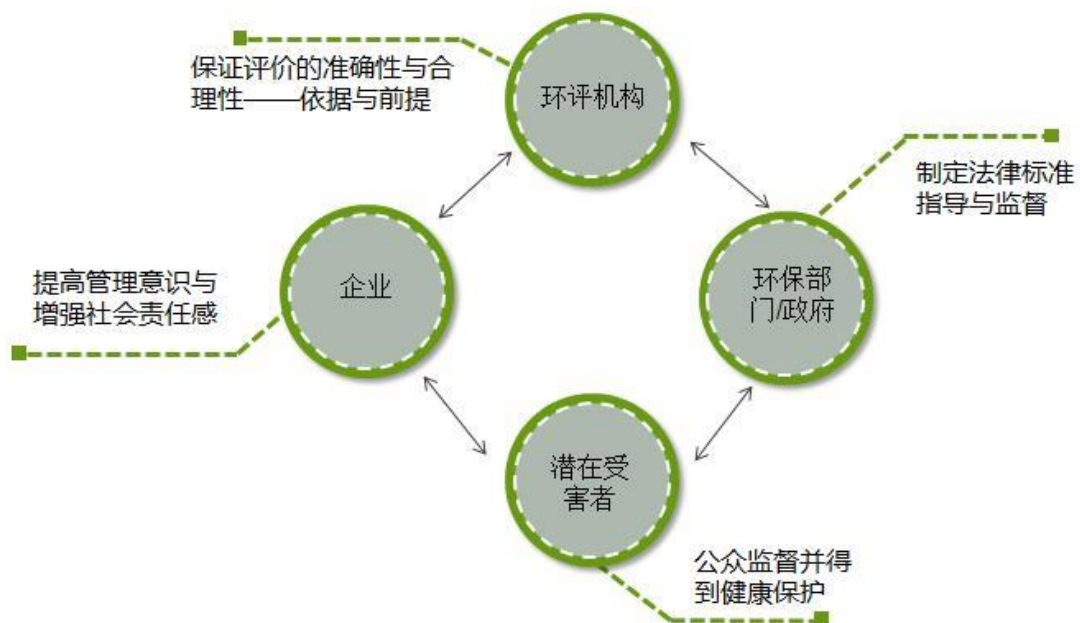 保证评价的准确性与合
理性——依据与前提
环评机构
制定法律标准
指导与监督
提高管理意识与
增强社会责任感
企业
环保部
门/政府
潜在受
害者
公众监督并得
到健康保护